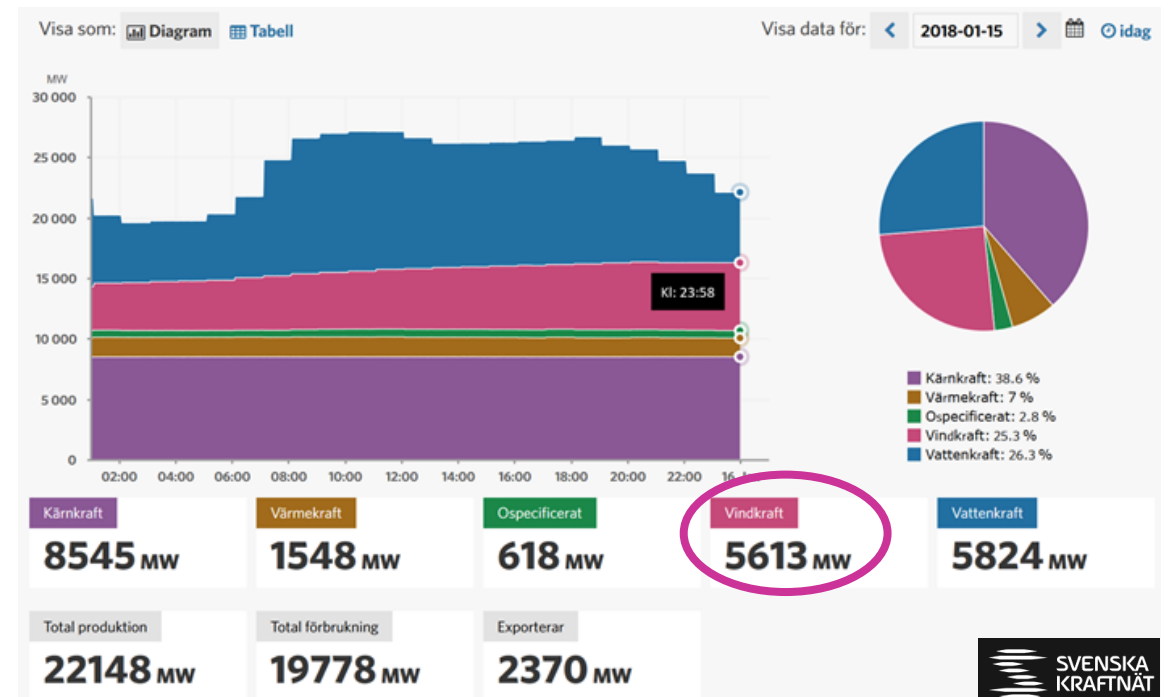 Visa som: Diagram Tabell Visa data för: 2018-01-15 idag
MW
30 000
25 000
20 000
15 000
10 000
5 000
0
Kl: 23:58
02:00 04:00 06:00 08:00 10:00 12:00 14:00 16:00 18:00 20:00 22:00
Kärnkraft: 38.6 %
Värmekraft: 7 %
Ospecificerat: 2.8 %
Vindkraft: 25.3 %
Vattenkraft: 26.3 %
Kärnkraft Värmekraft Ospecificerat Vindkraft Vattenkraft
8545 MW 1548 MW 618 MW 5613 MW 5824 MW
Total produktion Total förbrukning Exporterar
22148 MW 19778 MW 2370 MW
SVENSKA
KRAFTNÄT